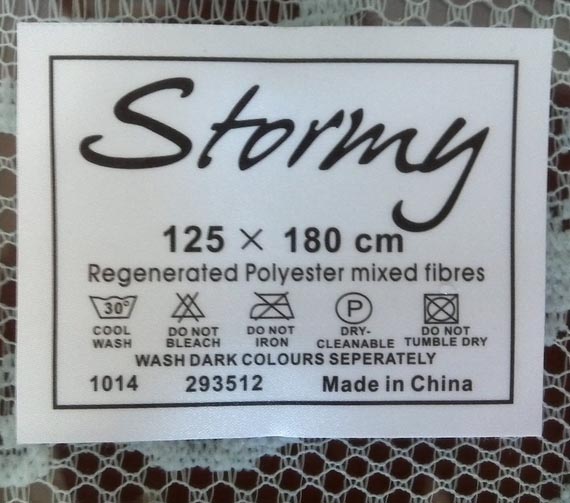 Stormy
125 × 180 cm
Regenerated Polyester mixed fibres
30° P
COOL WASH DO NOT BLEACH DO NOT IRON DRY-CLEANABLE DO NOT TUMBLE DRY
WASH DARK COLOURS SEPERATELY
1014 293512 Made in China